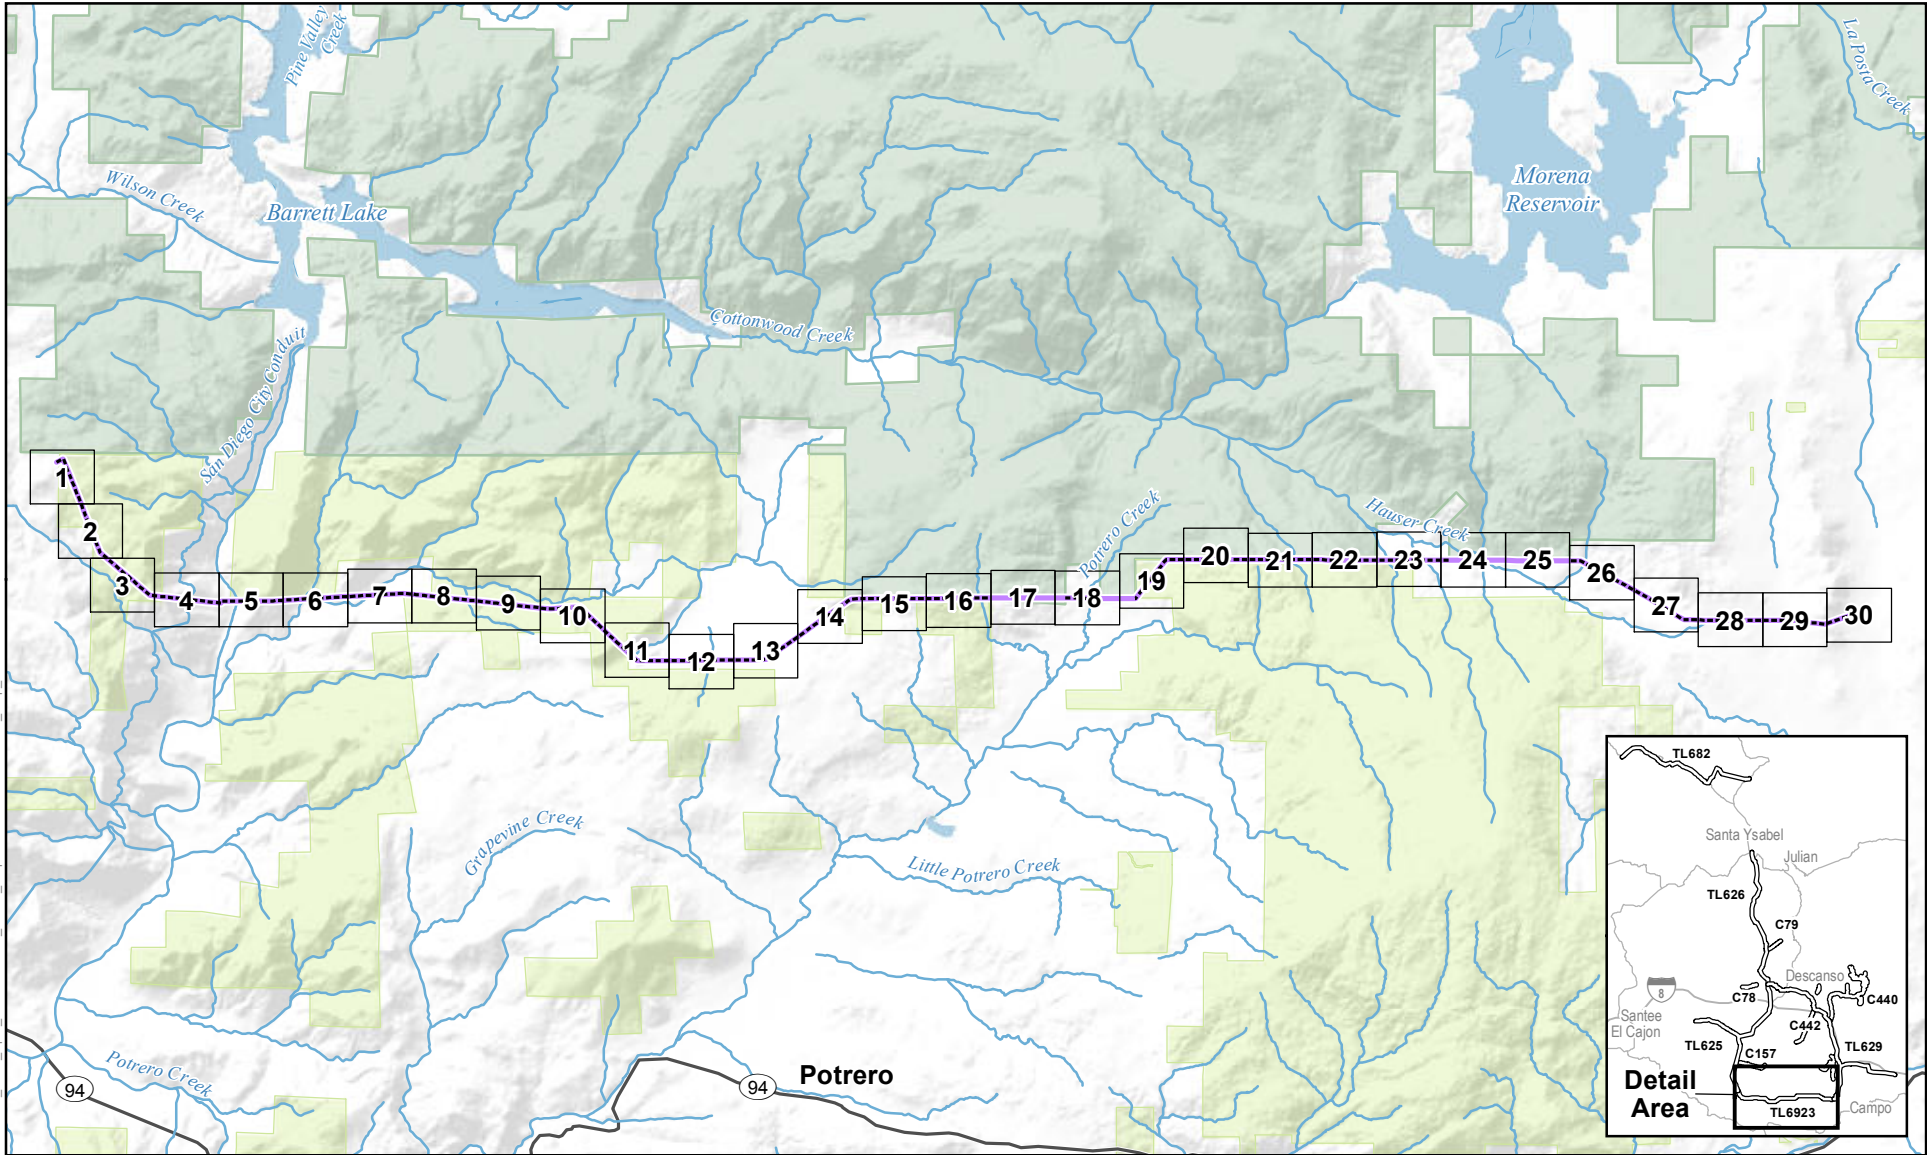 Pine Valley
Creek
La Posta Creek
Wilson Creek
Barrett Lake
Morena
Reservoir
Cottonwood Creek
San Diego City Conduit
Hauser Creek
Potrero Creek
1
2
3
4
5
6
7
8
9
10
11
12
13
14
15
16
17
18
19
20
21
22
23
24
25
26
27
28
29
30
Grapevine Creek
Little Potrero Creek
Potrero Creek
94
94
Potrero
TL682
Santa Ysabel
Julian
TL626
C79
Descanso
8
C78
C440
Santee
El Cajon
C442
TL625
C157
TL629
Detail
Area
TL6923
Campo